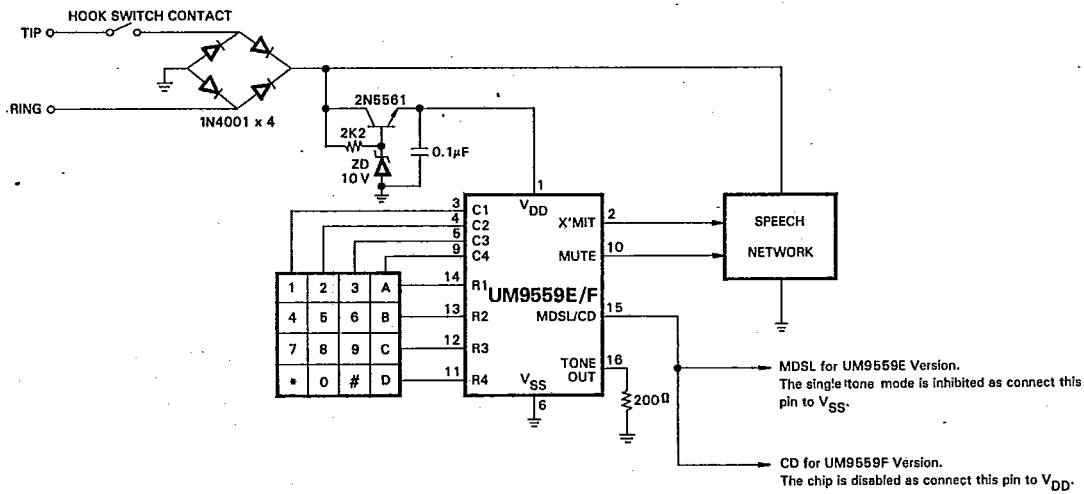 HOOK SWITCH CONTACT
TIP
RING
1N4001 x 4
2N5561
2K2
ZD
10 V
0.1µF
1
VDD
3 C1
4 C2
5 C3
9 C4
14 R1
13 R2
12 R3
11 R4
X'MIT 2
MUTE 10
UM9559E/F
MDSL/CD 15
TONE OUT 16
VSS
6
200Ω
1 2 3 A
4 5 6 B
7 8 9 C
* 0 # D
SPEECH
NETWORK
MDSL for UM9559E Version.
The single tone mode is inhibited as connect this
pin to VSS.
CD for UM9559F Version.
The chip is disabled as connect this pin to VDD.